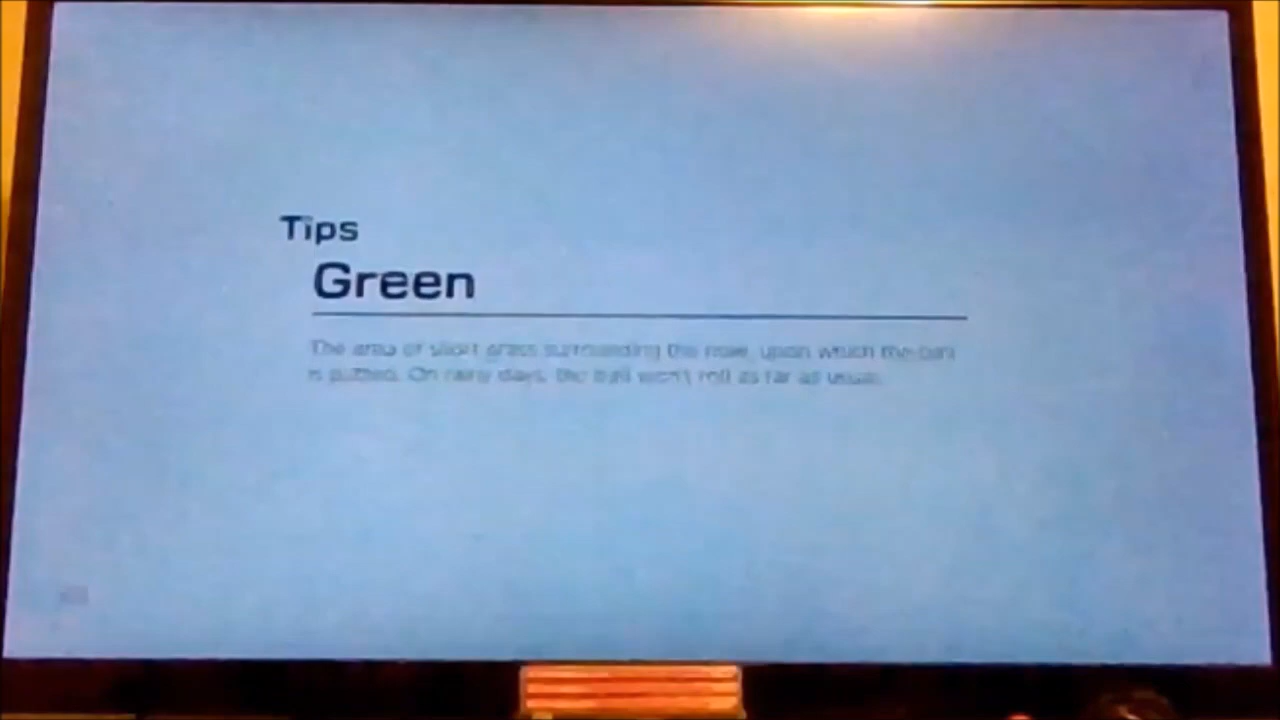 Tips
Green
The area of short grass surrounding the hole, upon which the ball
is putted. On rainy days, the ball won't roll as far as usual.